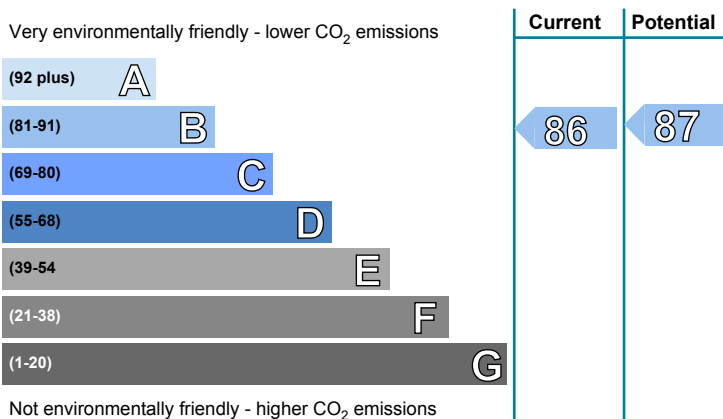 Current Potential
Very environmentally friendly - lower CO₂ emissions
(92 plus) A
(81-91) B 86 87
(69-80) C
(55-68) D
(39-54 E
(21-38) F
(1-20) G
Not environmentally friendly - higher CO₂ emissions